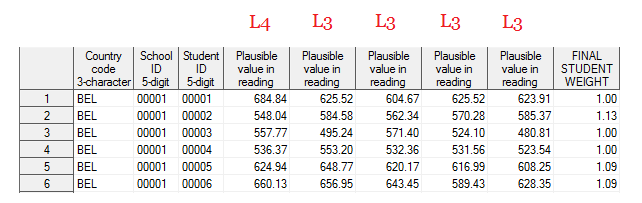 L4 L3 L3 L3 L3
Country code 3-character School ID 5-digit Student ID 5-digit Plausible value in reading Plausible value in reading Plausible value in reading Plausible value in reading Plausible value in reading FINAL STUDENT WEIGHT
1 BEL 00001 00001 684.84 625.52 604.67 625.52 623.91 1.00
2 BEL 00001 00002 548.04 584.58 562.34 570.28 585.37 1.13
3 BEL 00001 00003 557.77 495.24 571.40 524.10 480.81 1.00
4 BEL 00001 00004 536.37 553.20 532.36 531.56 523.54 1.00
5 BEL 00001 00005 624.94 648.77 620.17 616.99 608.25 1.09
6 BEL 00001 00006 660.13 656.95 643.45 589.43 628.35 1.09